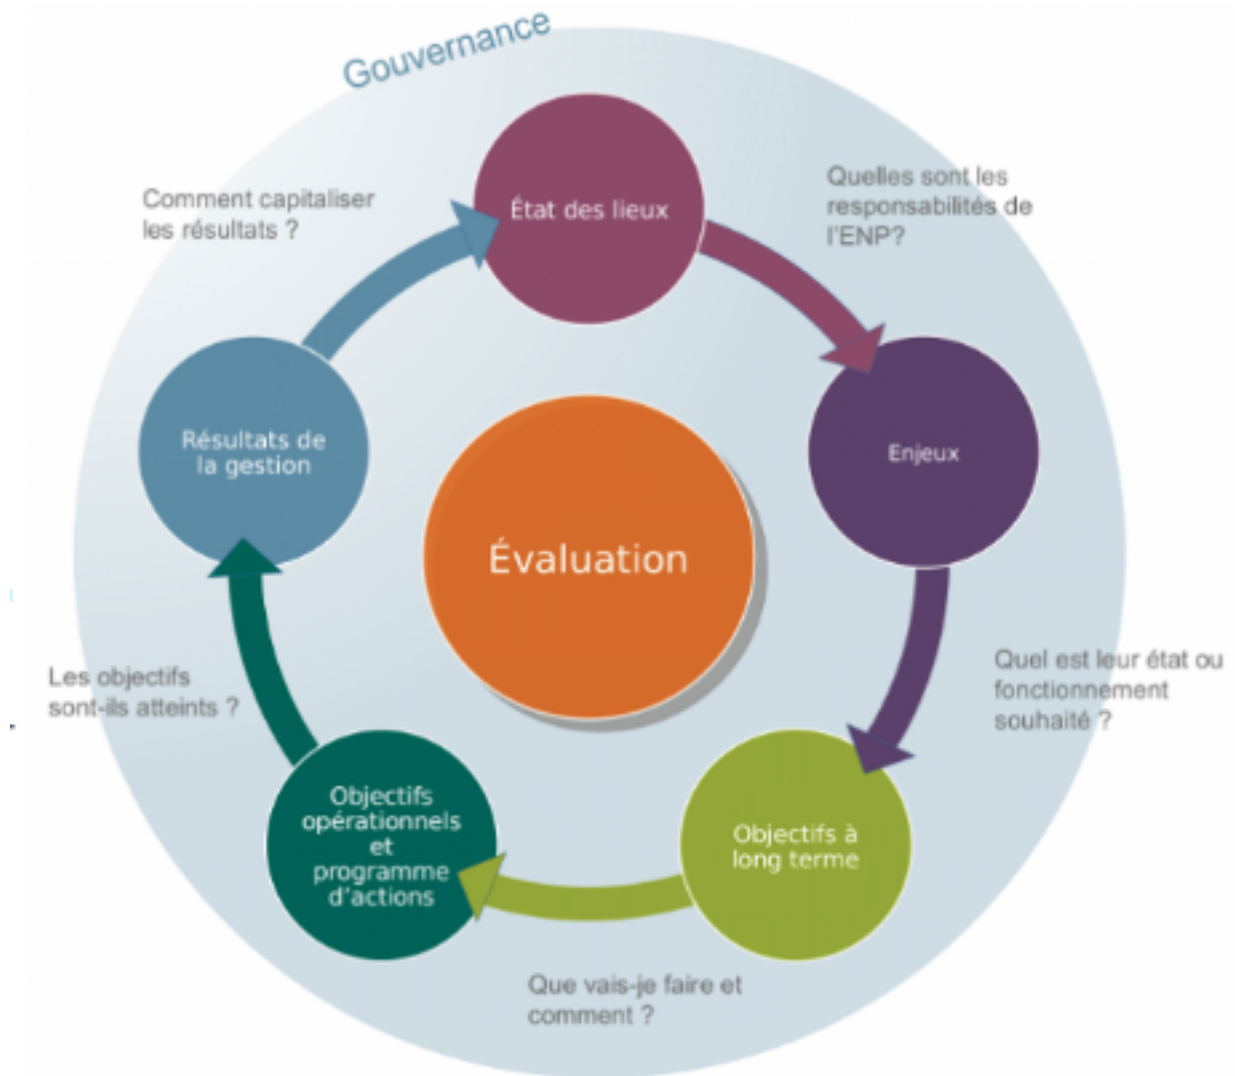 Gouvernance
État des lieux
Quelles sont les
responsabilités de
l'ENP?
Comment capitaliser
les résultats ?
Résultats de
la gestion
Enjeux
Évaluation
Quel est leur état ou
fonctionnement
souhaité ?
Les objectifs
sont-ils atteints ?
Objectifs
opérationnels
et
programme
d'actions
Objectifs à
long terme
Que vais-je faire et
comment ?